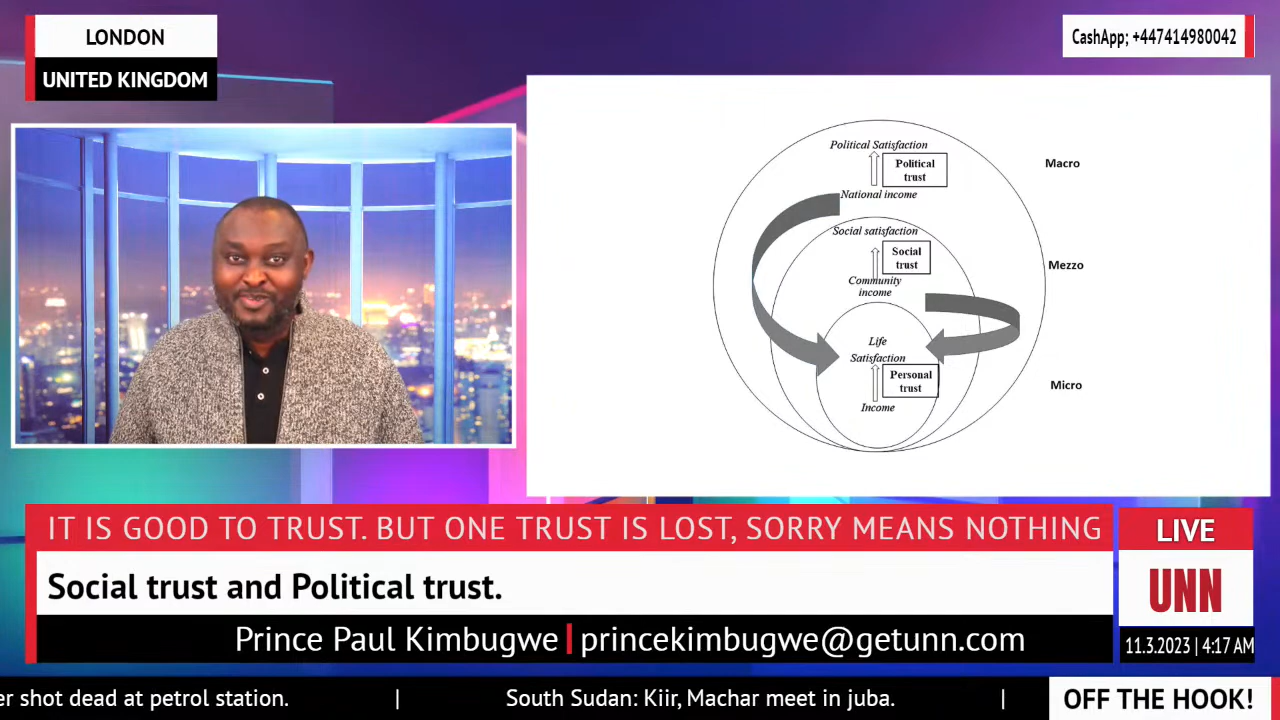 LONDON
UNITED KINGDOM
CashApp; +447414980042
Political Satisfaction
Political
trust
National income
Macro
Social satisfaction
Social
trust
Community
income
Mezzo
Life
Satisfaction
Personal
trust
Income
Micro
IT IS GOOD TO TRUST. BUT ONE TRUST IS LOST, SORRY MEANS NOTHING
Social trust and Political trust.
Prince Paul Kimbugwe | princekimbugwe@getunn.com
LIVE
UNN
11.3.2023 | 4:17 AM
er shot dead at petrol station. | South Sudan: Kiir, Machar meet in juba. |
OFF THE HOOK!